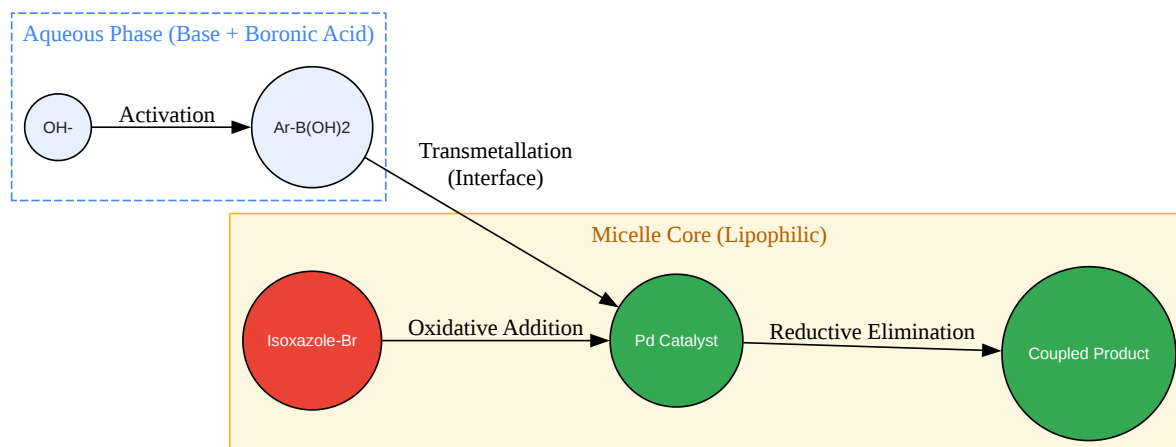 Aqueous Phase (Base + Boronic Acid)
OH-
Activation
Ar-B(OH)2
Transmetallation
(Interface)
Micelle Core (Lipophilic)
Isoxazole-Br
Oxidative Addition
Pd Catalyst
Reductive Elimination
Coupled Product